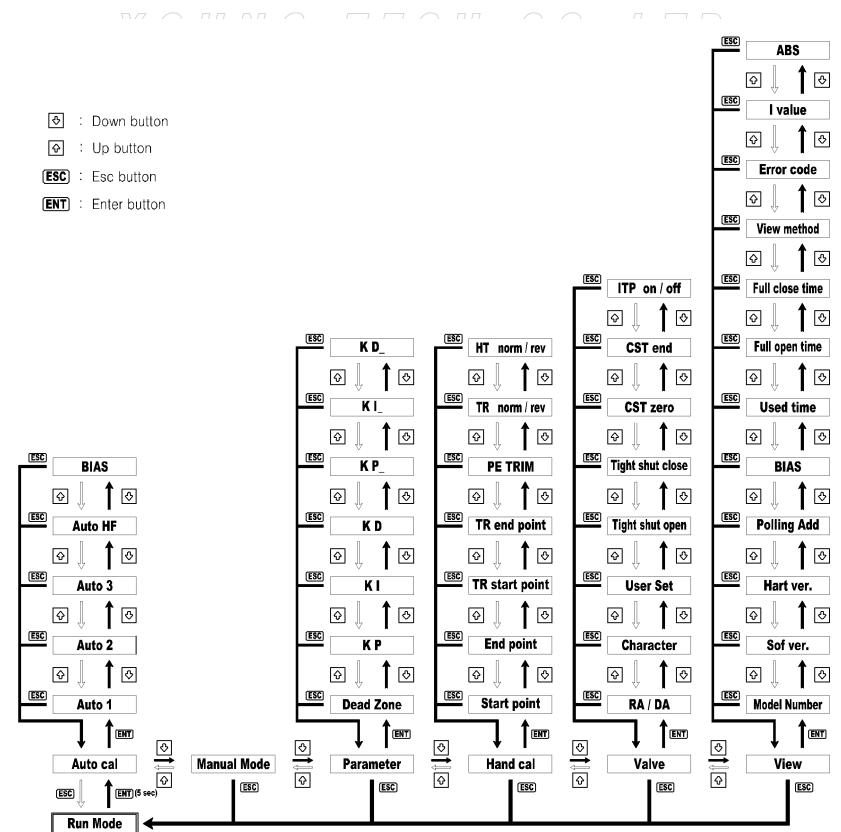 YOUNG TECH CO., LTD
: Down button
: Up button
ESC : Esc button
ENT : Enter button
ESC BIAS
ESC Auto HF
ESC Auto 3
ESC Auto 2
ESC Auto 1
ENT
Auto cal
ESC ENT (5 sec)
Run Mode
Manual Mode
ESC
ESC K D_
ESC K I_
ESC K P_
ESC K D
ESC K I
ESC K P
ESC Dead Zone
ENT
Parameter
ESC
ESC HT norm / rev
ESC TR norm / rev
ESC PE TRIM
ESC TR end point
ESC TR start point
ESC End point
ESC Start point
ENT
Hand cal
ESC
ESC ITP on / off
ESC CST end
ESC CST zero
ESC Tight shut close
ESC Tight shut open
ESC User Set
ESC Character
ESC RA / DA
ENT
Valve
ESC
ESC ABS
ESC I value
ESC Error code
ESC View method
ESC Full close time
ESC Full open time
ESC Used time
ESC BIAS
ESC Polling Add
ESC Hart ver.
ESC Sof ver.
ESC Model Number
ENT
View
ESC